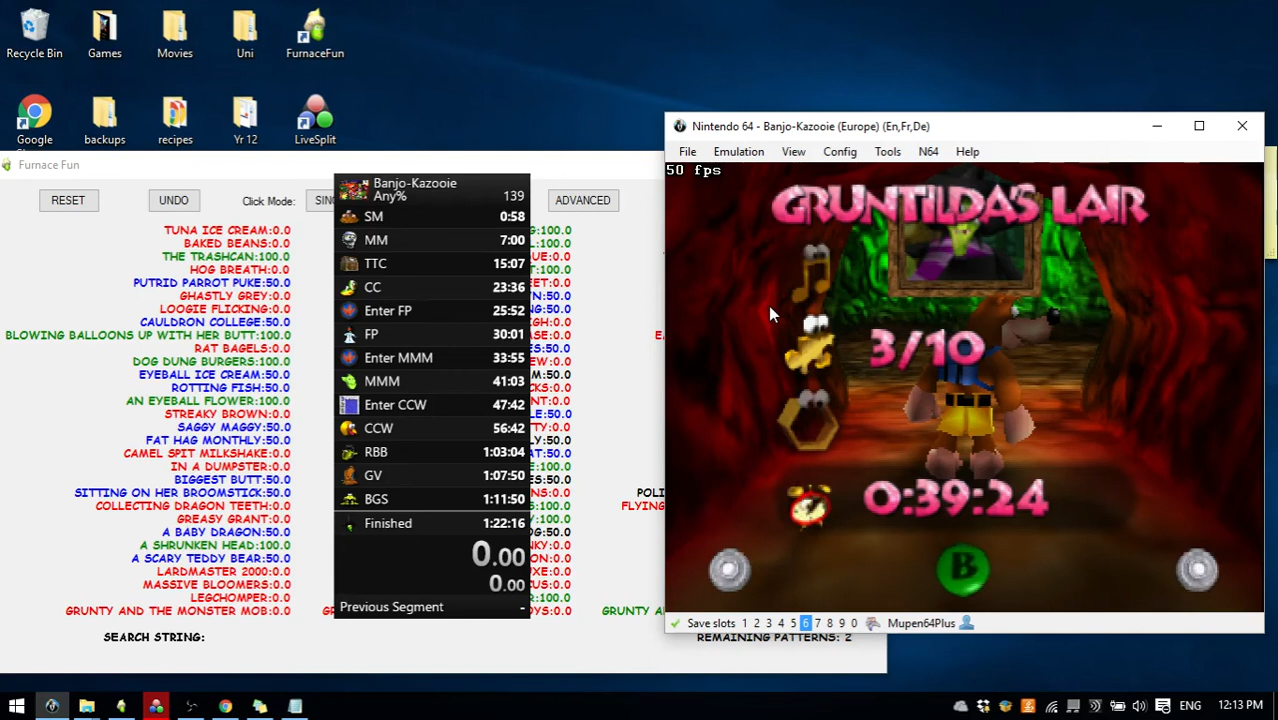 Recycle Bin
Games
Movies
Uni
FurnaceFun
Google
backups
recipes
Yr 12
LiveSplit
Furnace Fun
RESET
UNDO
Click Mode:
ADVANCED
TUNA ICE CREAM:0.0
BAKED BEANS:0.0
THE TRASHCAN:100.0
HOG BREATH:0.0
PUTRID PARROT PUKE:50.0
GHASTLY GREY:0.0
LOOGIE FLICKING:0.0
CAULDRON COLLEGE:50.0
BLOWING BALLOONS UP WITH HER BUTT:100.0
RAT BAGELS:0.0
DOG DUNG BURGERS:100.0
EYEBALL ICE CREAM:50.0
ROTTING FISH:50.0
AN EYEBALL FLOWER:100.0
STREAKY BROWN:0.0
SAGGY MAGGY:50.0
FAT HAG MONTHLY:50.0
CAMEL SPIT MILKSHAKE:0.0
IN A DUMPSTER:0.0
BIGGEST BUTT:50.0
SITTING ON HER BROOMSTICK:50.0
COLLECTING DRAGON TEETH:0.0
GREASY GRANT:0.0
A BABY DRAGON:50.0
A SHRUNKEN HEAD:100.0
A SCARY TEDDY BEAR:50.0
LARDMASTER 2000:0.0
MASSIVE BLOOMERS:0.0
LEGCHOMPER:0.0
GRUNTY AND THE MONSTER MOB:0.0
SEARCH STRING:
REMAINING PATTERNS: 2
Banjo-Kazooie
Any% 139
SM 0:58
MM 7:00
TTC 15:07
CC 23:36
Enter FP 25:52
FP 30:01
Enter MMM 33:55
MMM 41:03
Enter CCW 47:42
CCW 56:42
RBB 1:03:04
GV 1:07:50
BGS 1:11:50
Finished 1:22:16
0.00
0.00
Previous Segment -
Nintendo 64 - Banjo-Kazooie (Europe) (En,Fr,De)
File Emulation View Config Tools N64 Help
50 fps
GRUNTILDA'S LAIR
3/10
0:39:24
B
Save slots 1 2 3 4 5 6 7 8 9 0 Mupen64Plus
ENG 12:13 PM